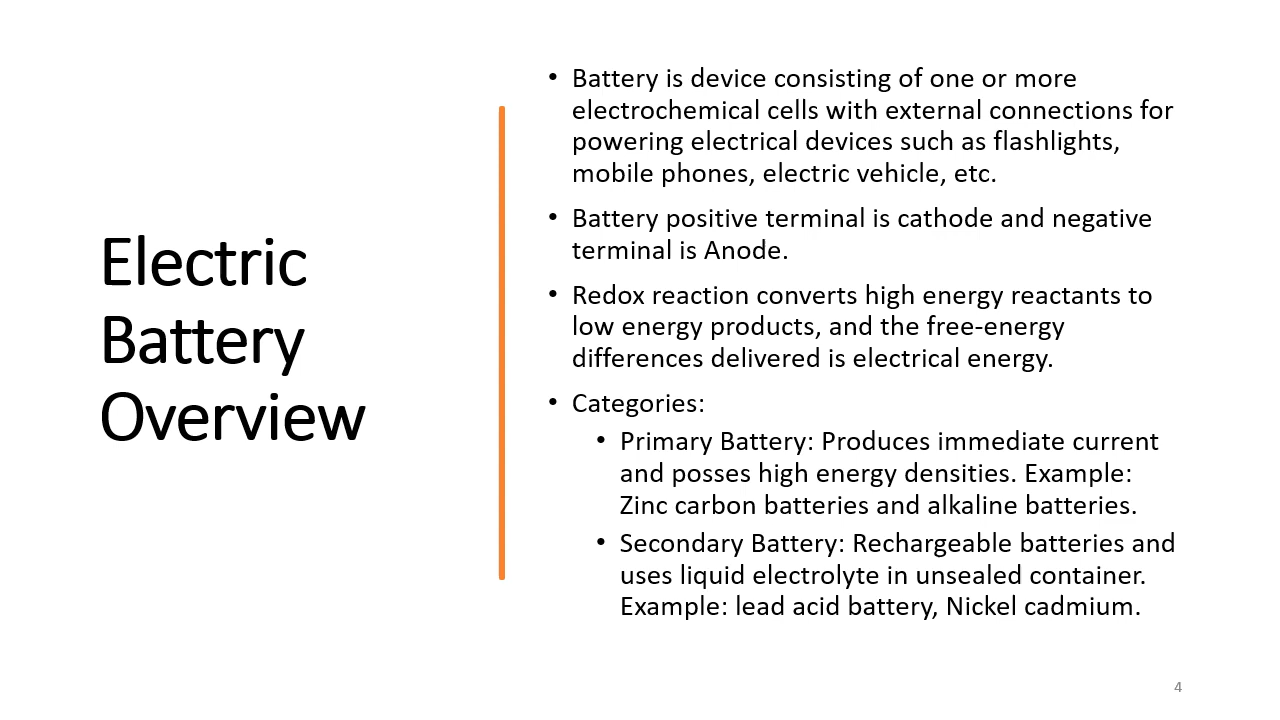 Electric
Battery
Overview
• Battery is device consisting of one or more
electrochemical cells with external connections for
powering electrical devices such as flashlights,
mobile phones, electric vehicle, etc.
• Battery positive terminal is cathode and negative
terminal is Anode.
• Redox reaction converts high energy reactants to
low energy products, and the free-energy
differences delivered is electrical energy.
• Categories:
• Primary Battery: Produces immediate current
and posses high energy densities. Example:
Zinc carbon batteries and alkaline batteries.
• Secondary Battery: Rechargeable batteries and
uses liquid electrolyte in unsealed container.
Example: lead acid battery, Nickel cadmium.
4